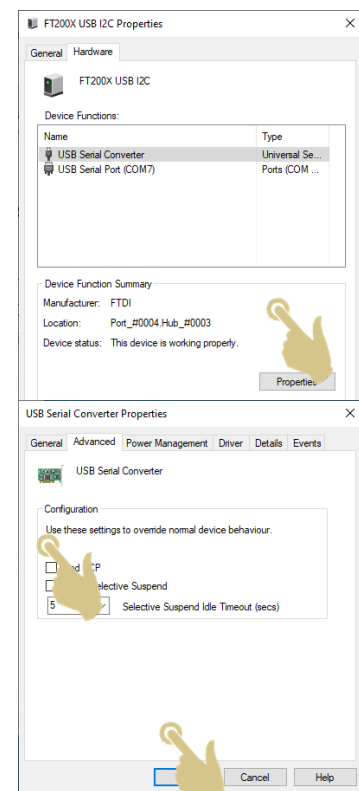 FT200X USB I2C Properties
General Hardware
FT200X USB I2C
Device Functions:
Name Type
USB Serial Converter Universal Se...
USB Serial Port (COM7) Ports (COM ...
Device Function Summary
Manufacturer: FTDI
Location: Port_#0004.Hub_#0003
Device status: This device is working properly.
Properties
USB Serial Converter Properties
General Advanced Power Management Driver Details Events
USB Serial Converter
Configuration
Use these settings to override normal device behaviour.
Suspend
5 Selective Suspend Idle Timeout (secs)
Cancel Help